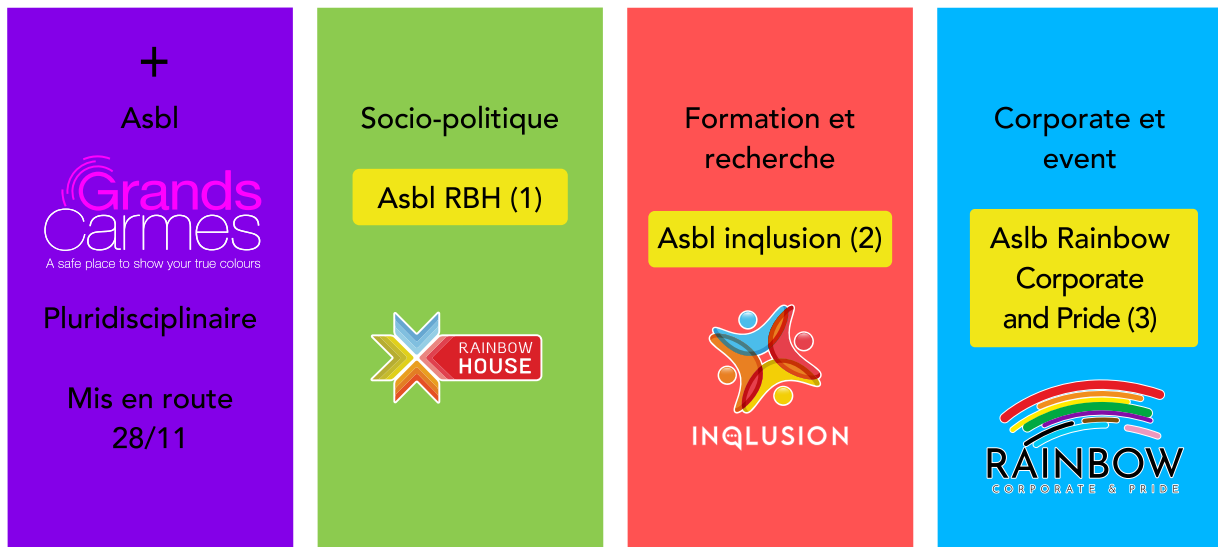 +
Asbl
Grands
Carmes
A safe place to show your true colours
Pluridisciplinaire
Mis en route
28/11
Socio-politique
Asbl RBH (1)
RAINBOW
HOUSE
Formation et
recherche
Asbl inqlusion (2)
INQLUSION
Corporate et
event
Aslb Rainbow
Corporate
and Pride (3)
RAINBOW
CORPORATE & PRIDE